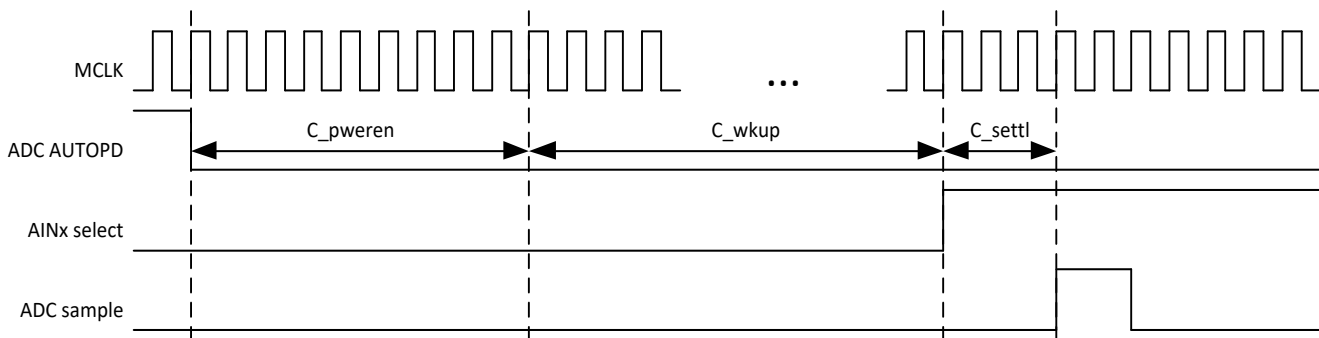 MCLK
...
C_pweren
C_wkup
C_settl
ADC AUTOPD
AINx select
ADC sample